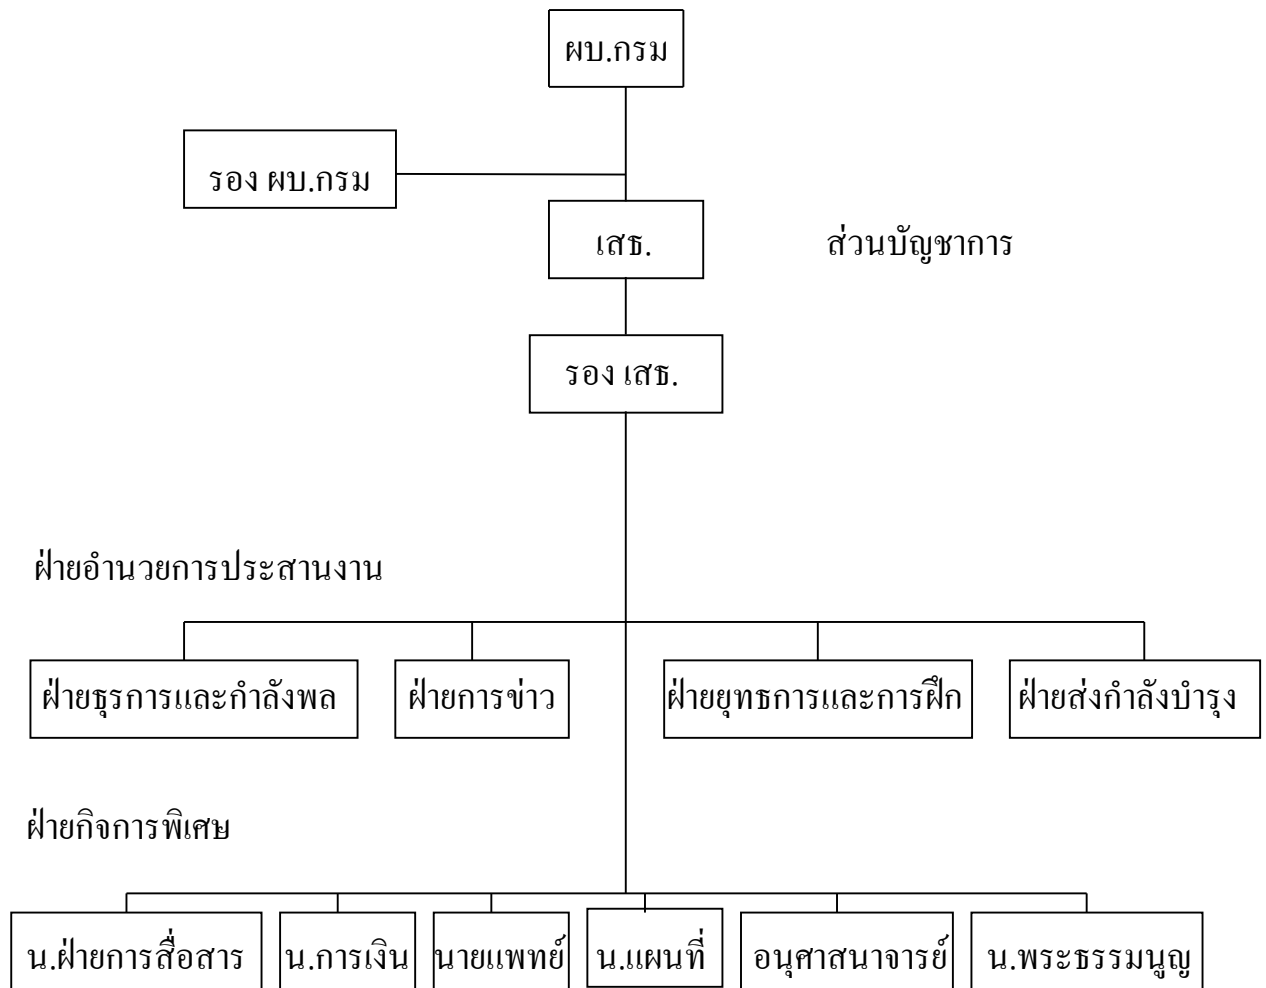 ผบ.กรม
รอง ผบ.กรม
เสธ.
ส่วนบัญชาการ
รอง เสธ.
ฝ่ายอำนวยการประสานงาน
ฝ่ายธุรการและกำลังพล
ฝ่ายการข่าว
ฝ่ายยุทธการและการฝึก
ฝ่ายส่งกำลังบำรุง
ฝ่ายกิจการพิเศษ
น.ฝ่ายการสื่อสาร
น.การเงิน
นายแพทย์
น.แผนที่
อนุศาสนาจารย์
น.พระธรรมนูญ